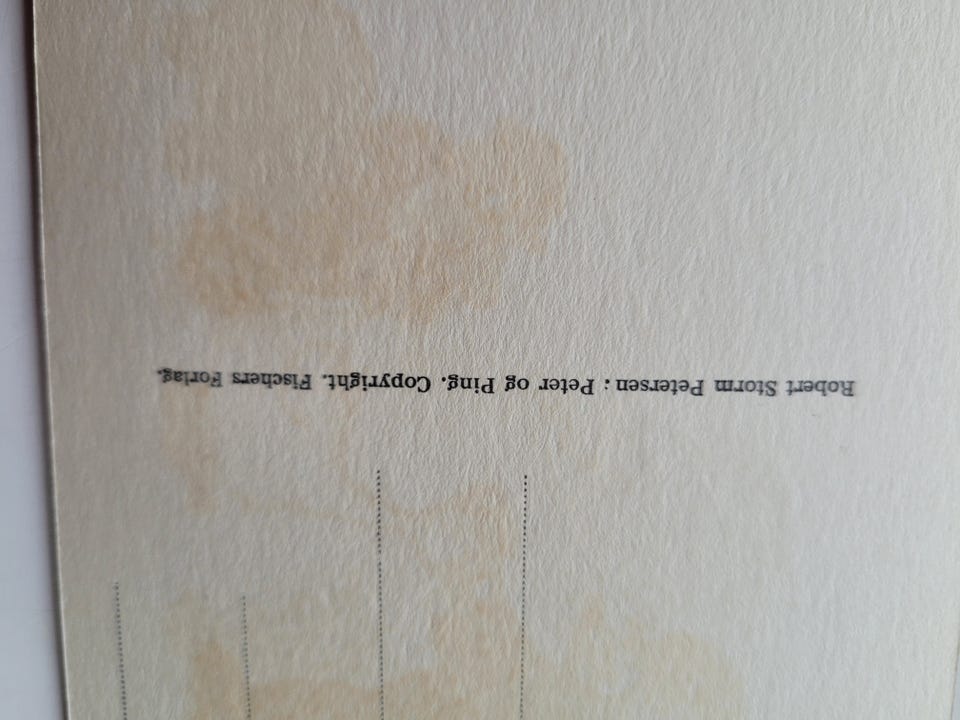 Robert Storm Petersen: Peter og Ping. Copyright. Fischers Forlag.